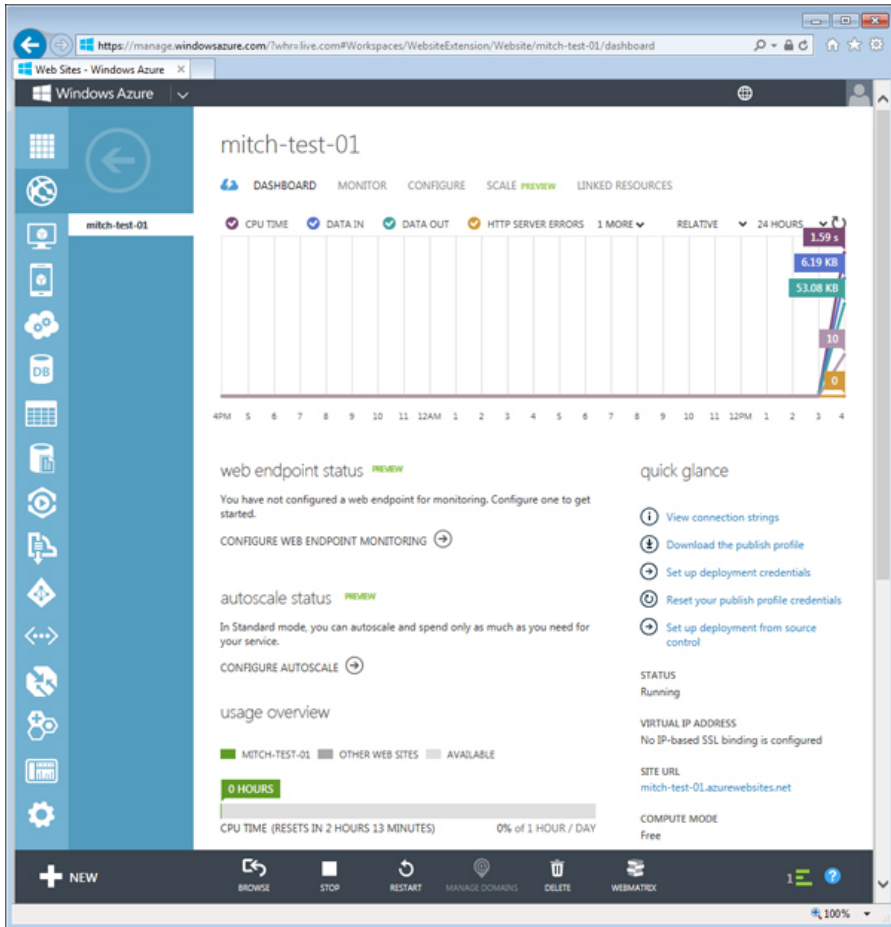 https://manage.windowsazure.com/?whr=live.com#Workspaces/WebsiteExtension/Website/mitch-test-01/dashboard
Web Sites - Windows Azure
Windows Azure
mitch-test-01
DASHBOARD MONITOR CONFIGURE SCALE PREVIEW LINKED RESOURCES
mitch-test-01
CPU TIME DATA IN DATA OUT HTTP SERVER ERRORS 1 MORE RELATIVE 24 HOURS
1.59 s
6.19 KB
53.08 KB
10
0
4PM 5 6 7 8 9 10 11 12AM 1 2 3 4 5 6 7 8 9 10 11 12PM 1 2 3 4
web endpoint status PREVIEW
You have not configured a web endpoint for monitoring. Configure one to get
started.
CONFIGURE WEB ENDPOINT MONITORING
autoscale status PREVIEW
In Standard mode, you can autoscale and spend only as much as you need for
your service.
CONFIGURE AUTOSCALE
usage overview
MITCH-TEST-01 OTHER WEB SITES AVAILABLE
0 HOURS
CPU TIME (RESETS IN 2 HOURS 13 MINUTES) 0% of 1 HOUR / DAY
quick glance
View connection strings
Download the publish profile
Set up deployment credentials
Reset your publish profile credentials
Set up deployment from source
control
STATUS
Running
VIRTUAL IP ADDRESS
No IP-based SSL binding is configured
SITE URL
mitch-test-01.azurewebsites.net
COMPUTE MODE
Free
DB
NEW
BROWSE STOP RESTART MANAGE DOMAINS DELETE WEBMATRIX
1
100%